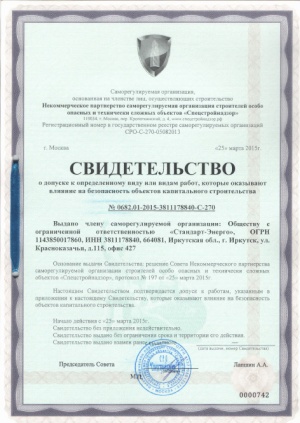 Саморегулируемая организация,
основанная на членстве лиц, осуществляющих строительство
Некоммерческое партнерство саморегулируемая организация строителей особо
опасных и технически сложных объектов «Спецстройнадзор»
Регистрационный номер в государственном реестре саморегулируемых организаций
СРО-С-270-03082013
г. Москва «25» марта 2015г.
СВИДЕТЕЛЬСТВО
о допуске к определенному виду или видам работ, которые оказывают
влияние на безопасность объектов капитального строительства
№ 0682.01-2015-3811178840-С-270
Выдано члену саморегулируемой организации: Обществу с
ограниченной ответственностью «Стандарт-Энерго», ОГРН
1143850017860, ИНН 3811178840, 664081, Иркутская обл., г. Иркутск, ул.
Красноказачья, д.115, офис 427
Основание выдачи Свидетельства: решение Совета Некоммерческого партнерства
саморегулируемая организация строителей особо опасных и технически сложных
объектов «Спецстройнадзор», протокол № 197 от «25» марта 2015г.
Настоящим Свидетельством подтверждается допуск к работам, указанным в
приложении к настоящему Свидетельству, которые оказывают влияние на безопасность
объектов капитального строительства.
Начало действия с «25» марта 2015г.
Свидетельство без приложения недействительно.
Свидетельство выдано без ограничения срока и территории его действия.
Свидетельство выдано взамен ранее выданного
Председатель Совета Лапшин А.А.
М.П.
0000742